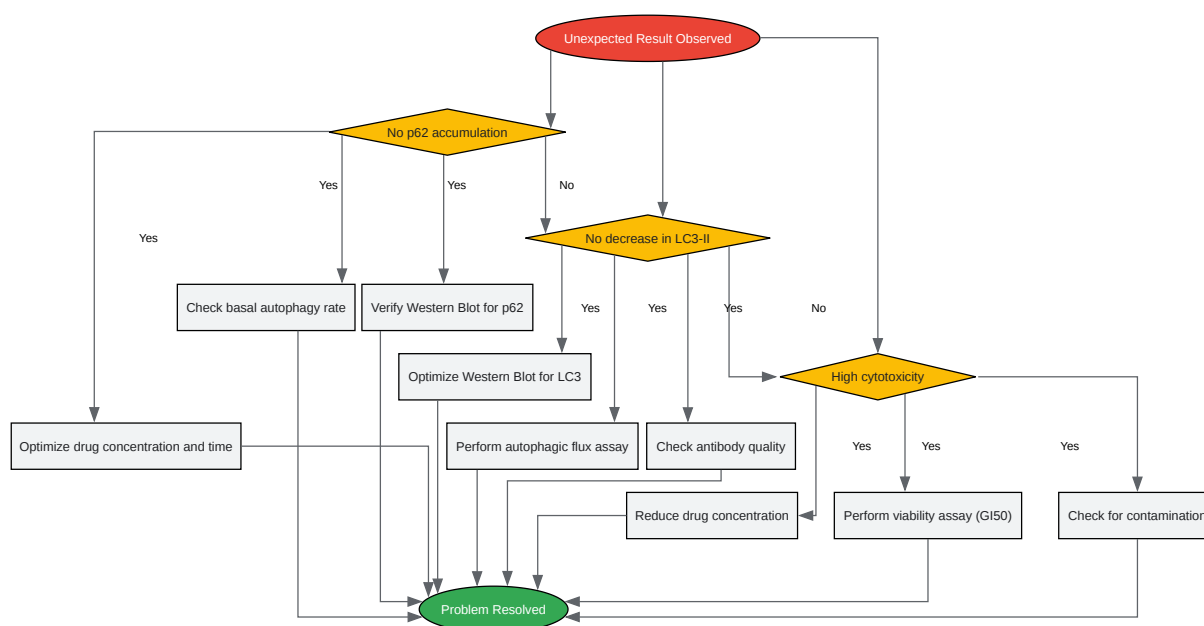 Unexpected Result Observed
No p62 accumulation
Yes
Yes
No
Yes
No decrease in LC3-II
Check basal autophagy rate
Verify Western Blot for p62
Yes
Yes
Yes
No
Optimize Western Blot for LC3
High cytotoxicity
Optimize drug concentration and time
Perform autophagic flux assay
Check antibody quality
Yes
Yes
Yes
Reduce drug concentration
Perform viability assay (GI50)
Check for contamination
Problem Resolved